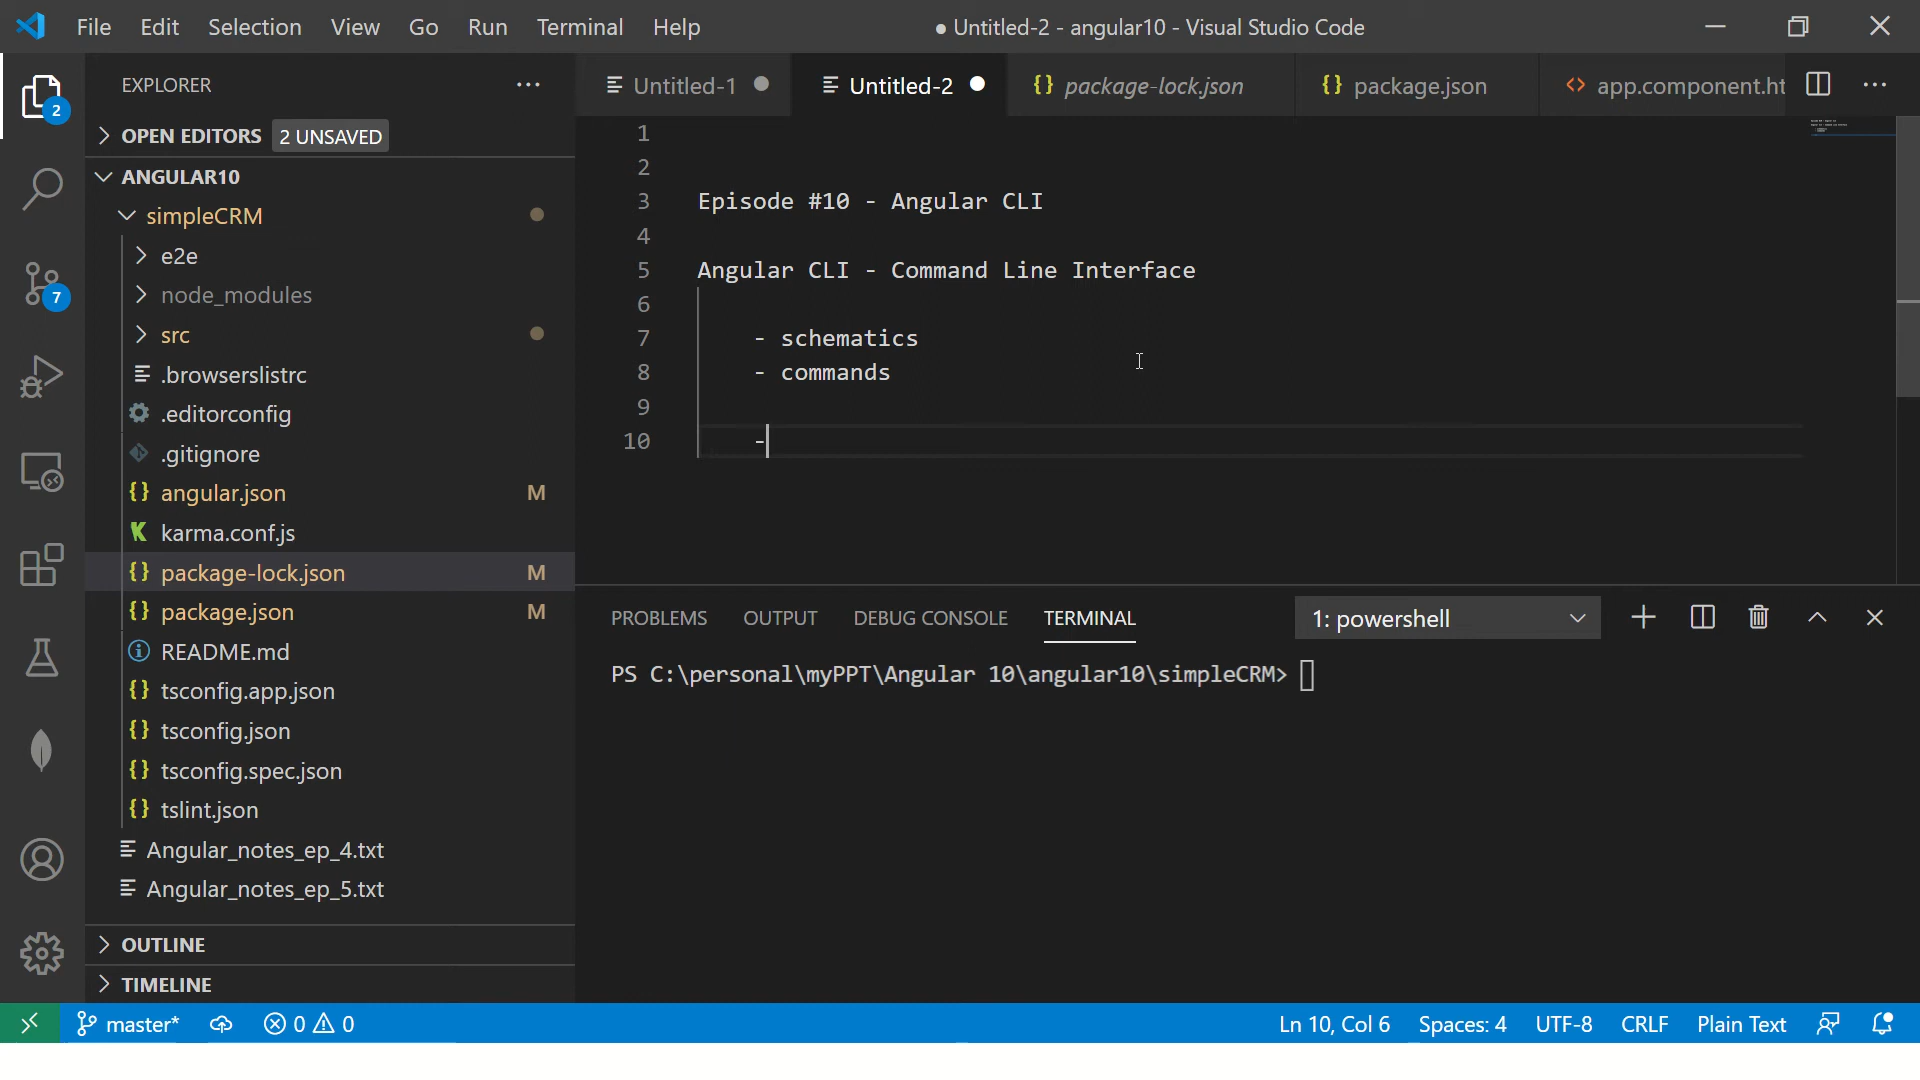 File Edit Selection View Go Run Terminal Help ● Untitled-2 - angular10 - Visual Studio Code
EXPLORER
OPEN EDITORS 2 UNSAVED
ANGULAR10
simpleCRM
e2e
node_modules
src
.browserslistrc
.editorconfig
.gitignore
angular.json M
karma.conf.js
package-lock.json M
package.json M
README.md
tsconfig.app.json
tsconfig.json
tsconfig.spec.json
tslint.json
Angular_notes_ep_4.txt
Angular_notes_ep_5.txt
OUTLINE
TIMELINE
2
7
Untitled-1 Untitled-2 {} package-lock.json {} package.json <> app.component.ht
1
2
3 Episode #10 - Angular CLI
4
5 Angular CLI - Command Line Interface
6
7 - schematics
8 - commands
9
10 -
PROBLEMS OUTPUT DEBUG CONSOLE TERMINAL 1: powershell
PS C:\personal\myPPT\Angular 10\angular10\simpleCRM>
master* 0 0 Ln 10, Col 6 Spaces: 4 UTF-8 CRLF Plain Text